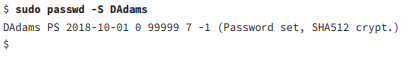 $ sudo passwd -S DAdams
DAdams PS 2018-10-01 0 99999 7 -1 (Password set, SHA512 crypt.)
$